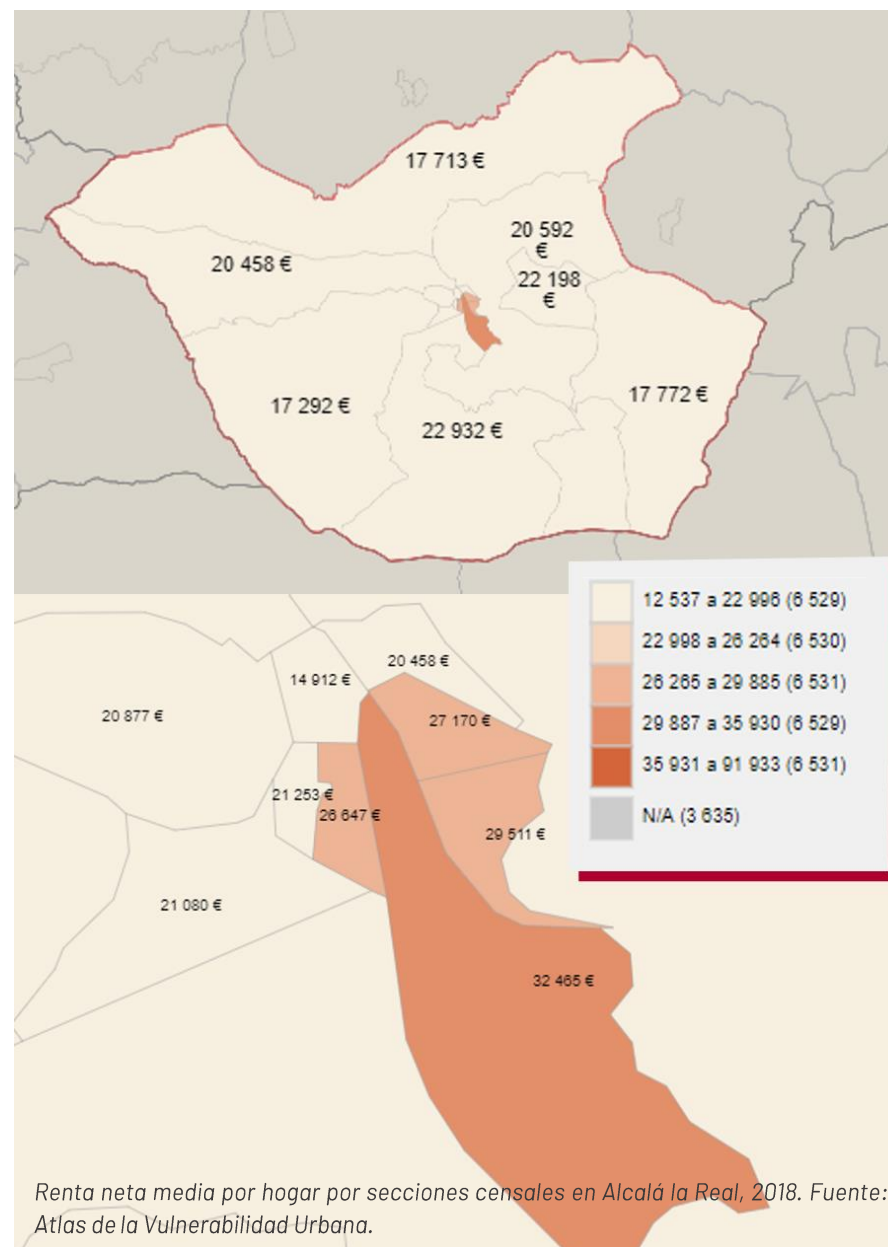 17 713 €
20 592
€
20 458 €
22 198
€
17 772 €
17 292 €
22 932 €
12 537 a 22 996 (6 529)
22 998 a 26 264 (6 530)
26 265 a 29 885 (6 531)
29 887 a 35 930 (6 529)
35 931 a 91 933 (6 531)
N/A (3 635)
20 458 €
14 912 €
20 877 €
27 170 €
21 253 €
26 647 €
29 511 €
21 080 €
32 465 €
Renta neta media por hogar por secciones censales en Alcalá la Real, 2018. Fuente:
Atlas de la Vulnerabilidad Urbana.